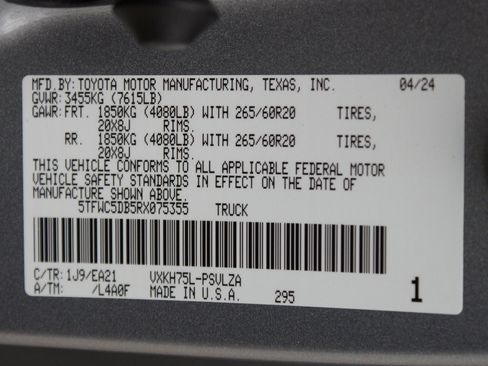 MFD.BY: TOYOTA MOTOR MANUFACTURING, TEXAS, INC. 04/24
GVWR: 3455KG (7615LB)
GAWR: FRT. 1850KG (4080LB) WITH 265/60R20 TIRES,
20X8J RIMS.
RR. 1850KG (4080LB) WITH 265/60R20 TIRES,
20X8J RIMS.
THIS VEHICLE CONFORMS TO ALL APPLICABLE FEDERAL MOTOR
VEHICLE SAFETY STANDARDS IN EFFECT ON THE DATE OF
MANUFACTURE SHOWN ABOVE.
5TFWC5DB5RX075355 TRUCK
C/TR: 1J9/EA21 VXKH75L-PSVLZA
A/TM: /L4A0F MADE IN U.S.A. 295 1